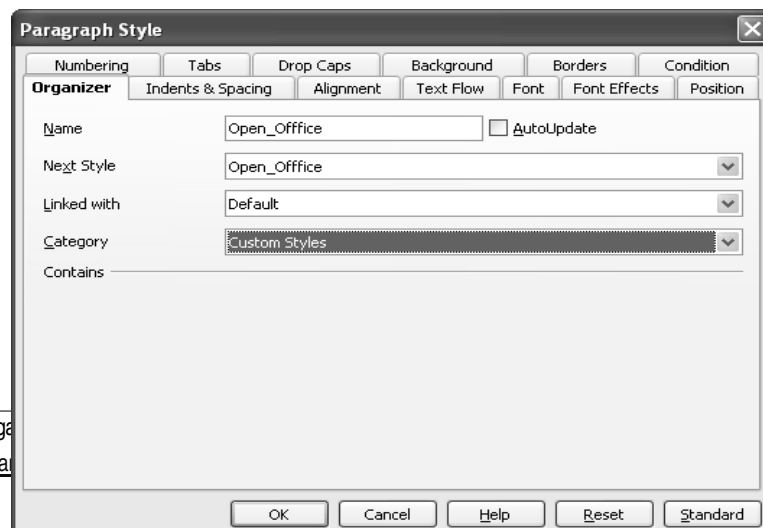 Paragraph Style
Numbering Tabs Drop Caps Background Borders Condition
Organizer Indents & Spacing Alignment Text Flow Font Font Effects Position
Name Open_Offfice AutoUpdate
Next Style Open_Offfice
Linked with Default
Category Custom Styles
Contains
OK Cancel Help Reset Standard